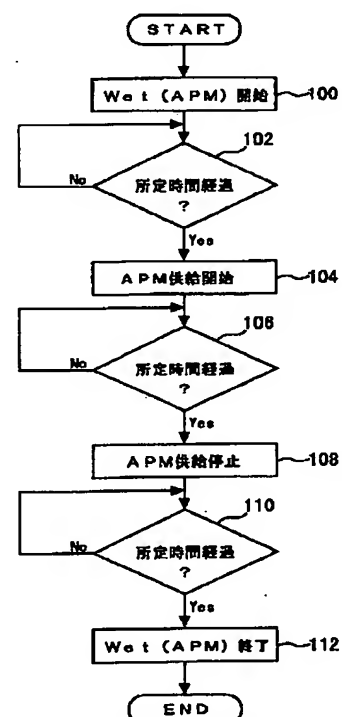 START
Wet (APM) 開始
100
102
所定時間経過
?
No
Yes
APM供給開始
104
106
所定時間経過
?
No
Yes
APM供給停止
108
110
所定時間経過
?
No
Yes
Wet (APM) 終了
112
END